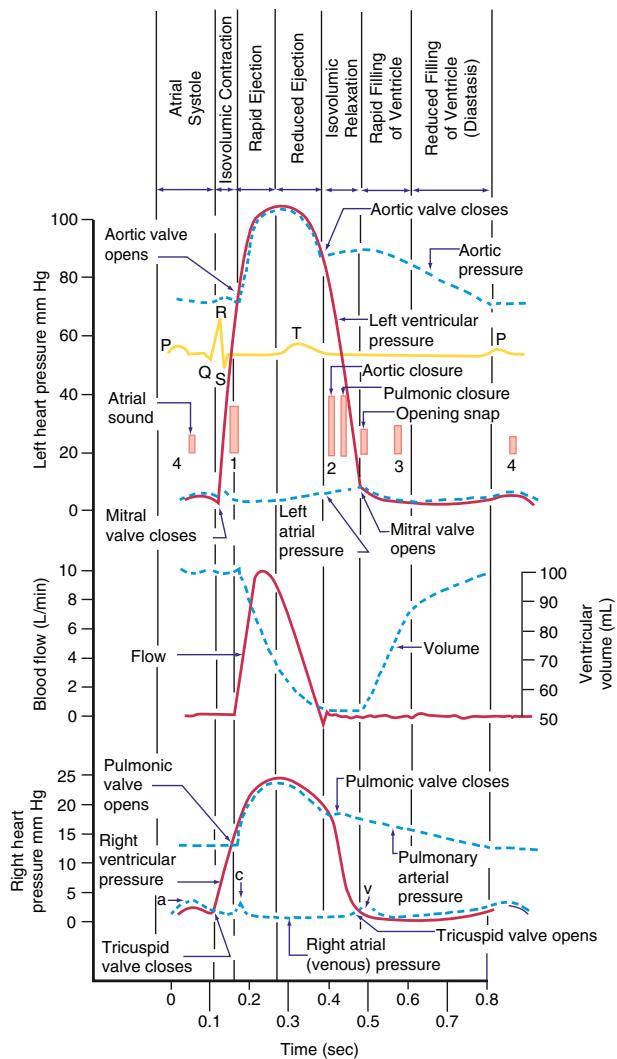 Atrial
Systole
Isovolumic Contraction
Rapid Ejection
Reduced Ejection
Isovolumic
Relaxation
Rapid Filling
of Ventricle
Reduced Filling
of Ventricle
(Diastasis)
Left heart pressure mm Hg
100
80
60
40
20
0
Aortic valve
opens
Aortic valve closes
Aortic
pressure
Left ventricular
pressure
P
Q
R
S
T
P
Aortic closure
Pulmonic closure
Opening snap
Atrial
sound
4
1
2
3
4
Mitral
valve closes
Left
atrial
pressure
Mitral valve
opens
Blood flow (L/min)
10
8
6
4
2
0
Flow
Volume
100
90
80
70
60
50
Ventricular
volume (mL)
Right heart
pressure mm Hg
25
20
15
10
5
0
Pulmonic
valve
opens
Pulmonic valve closes
Right
ventricular
pressure
Pulmonary
arterial
pressure
a
c
v
Tricuspid
valve closes
Right atrial
(venous) pressure
Tricuspid valve opens
0
0.1
0.2
0.3
0.4
0.5
0.6
0.7
0.8
Time (sec)